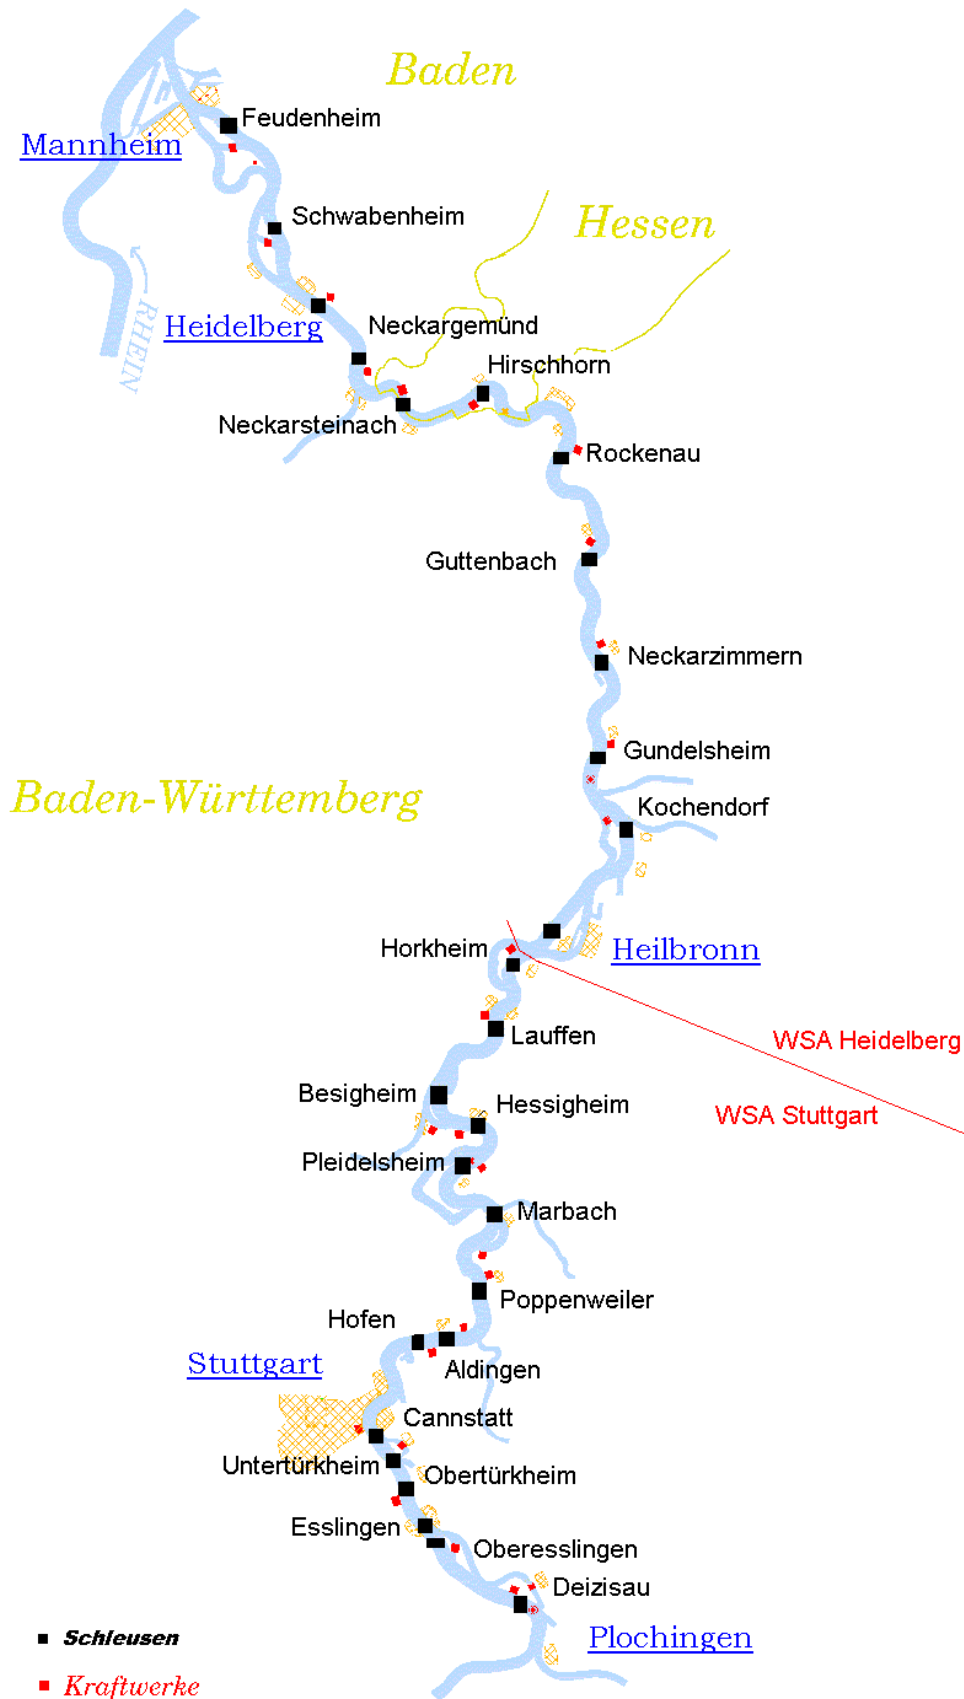 Baden
Feudenheim
Mannheim
Schwabenheim
Hessen
RHEIN
Heidelberg
Neckargemünd
Hirschhorn
Neckarsteinach
Rockenau
Guttenbach
Neckarzimmern
Gundelsheim
Baden-Württemberg
Kochendorf
Horkheim
Heilbronn
Lauffen
WSA Heidelberg
Besigheim
Hessigheim
WSA Stuttgart
Pleidelsheim
Marbach
Poppenweiler
Hofen
Stuttgart
Aldingen
Cannstatt
Untertürkheim
Obertürkheim
Esslingen
Oberesslingen
Deizisau
Plochingen
Schleusen
Kraftwerke